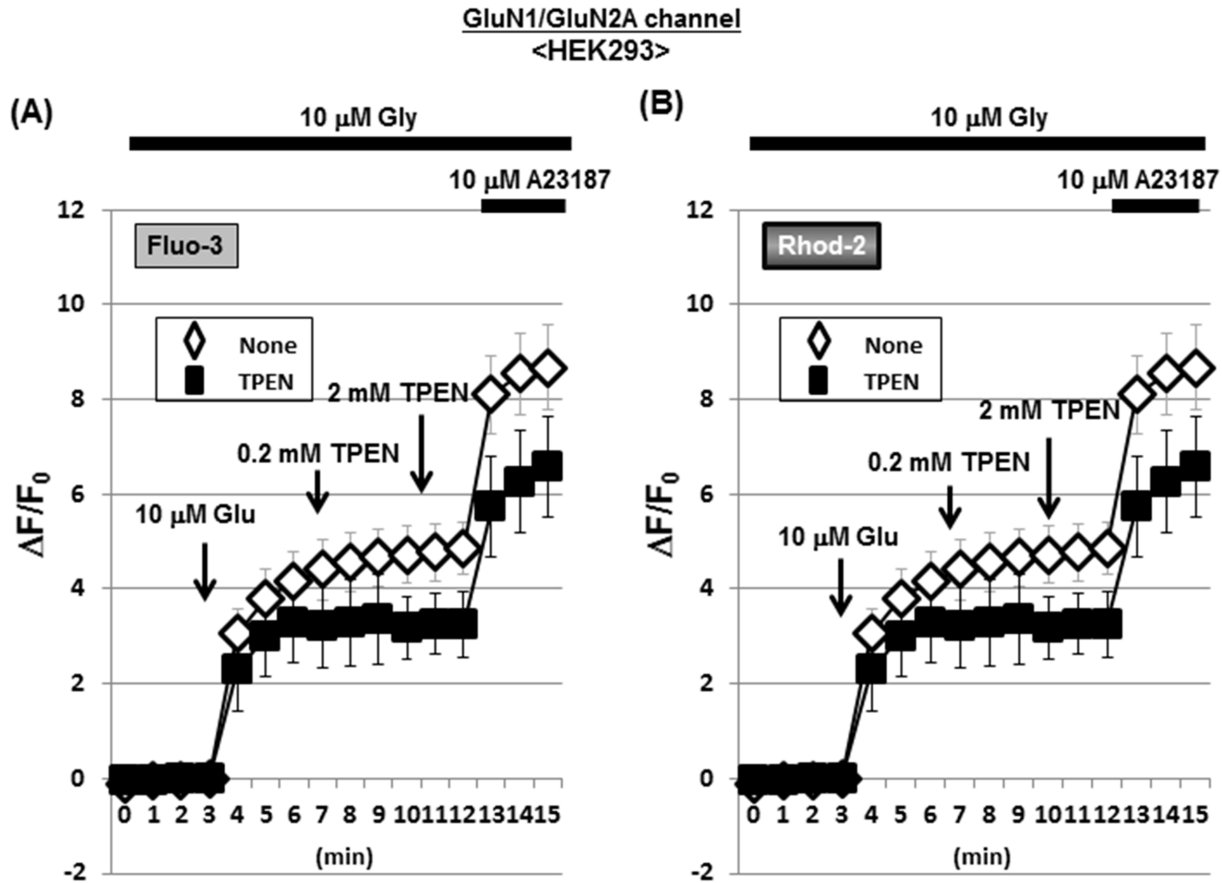 GluN1/GluN2A channel
<HEK293>
(A)
10 μM Gly
10 μM A23187
12
10
8
6
4
2
0
-2
ΔF/F0
Fluo-3
None
TPEN
2 mM TPEN
0.2 mM TPEN
10 μM Glu
0 1 2 3 4 5 6 7 8 9 10 11 12 13 14 15
(min)
(B)
10 μM Gly
10 μM A23187
12
10
8
6
4
2
0
-2
ΔF/F0
Rhod-2
None
TPEN
2 mM TPEN
0.2 mM TPEN
10 μM Glu
0 1 2 3 4 5 6 7 8 9 10 11 12 13 14 15
(min)